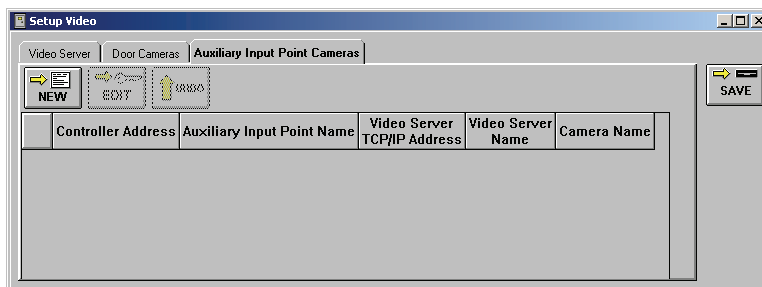 Setup Video
Video Server Door Cameras Auxiliary Input Point Cameras
NEW EDIT UNDO SAVE
Controller Address Auxiliary Input Point Name Video Server TCP/IP Address Video Server Name Camera Name